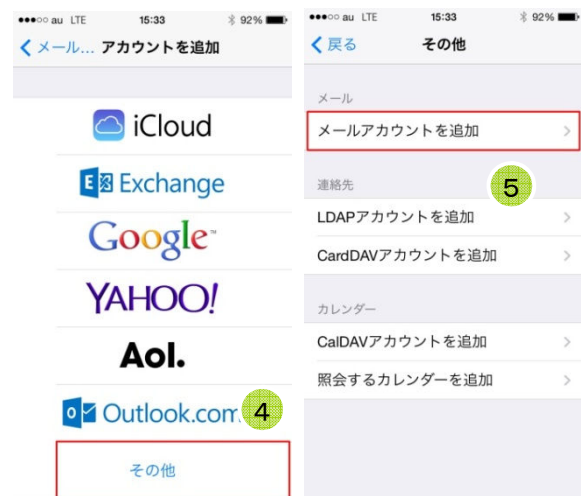 au LTE 15:33 92%
メール... アカウントを追加
iCloud
Exchange
Google
YAHOO!
Aol.
Outlook.com
4
その他
au LTE 15:33 92%
戻る その他
メール
メールアカウントを追加
5
連絡先
LDAPアカウントを追加
CardDAVアカウントを追加
カレンダー
CalDAVアカウントを追加
照会するカレンダーを追加